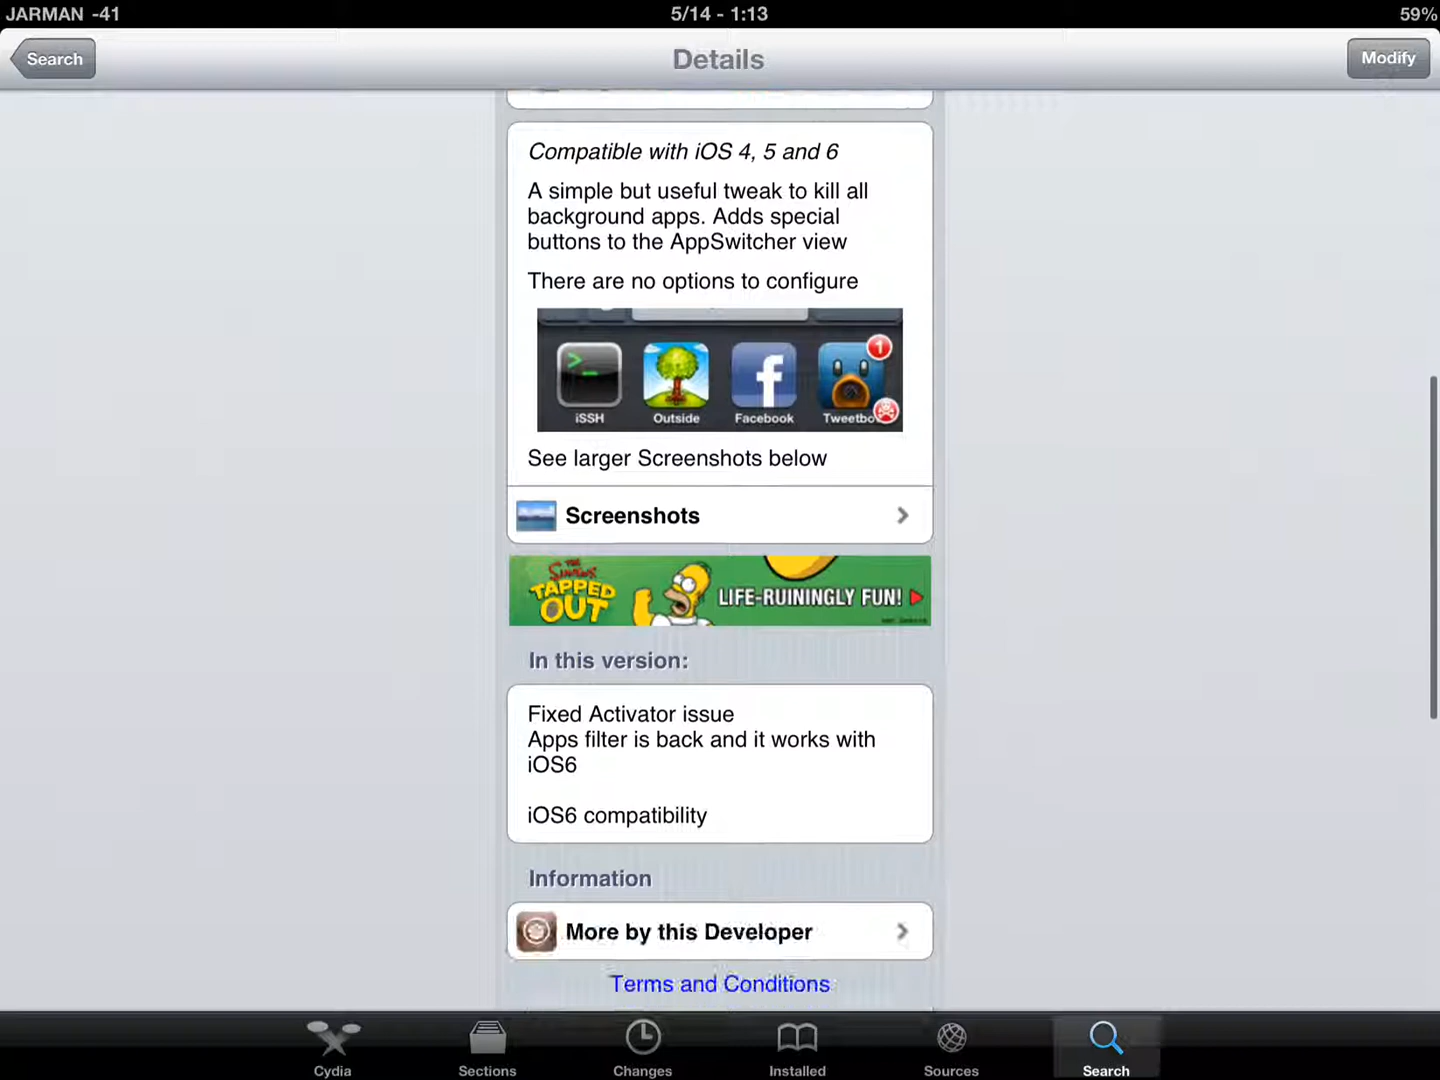 JARMAN -41
5/14 - 1:13
59%
Search
Details
Modify
Compatible with iOS 4, 5 and 6
A simple but useful tweak to kill all
background apps. Adds special
buttons to the AppSwitcher view
There are no options to configure
1
iSSH
Outside
Facebook
Tweetbo
See larger Screenshots below
Screenshots
THE
SIMPSONS
TAPPED
OUT
LIFE-RUININGLY FUN!
In this version:
Fixed Activator issue
Apps filter is back and it works with
iOS6
iOS6 compatibility
Information
More by this Developer
Terms and Conditions
Cydia
Sections
Changes
Installed
Sources
Search